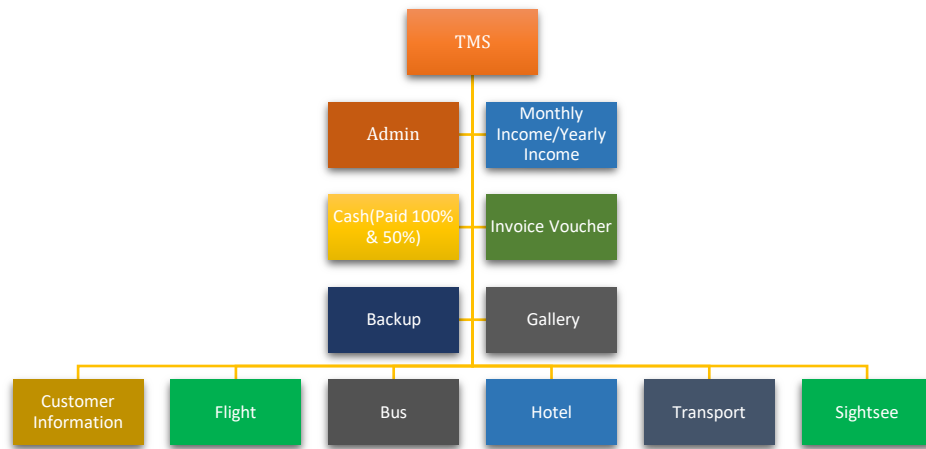 TMS
Admin
Monthly
Income/Yearly
Income
Cash(Paid 100%
& 50%)
Invoice Voucher
Backup
Gallery
Customer
Information
Flight
Bus
Hotel
Transport
Sightsee